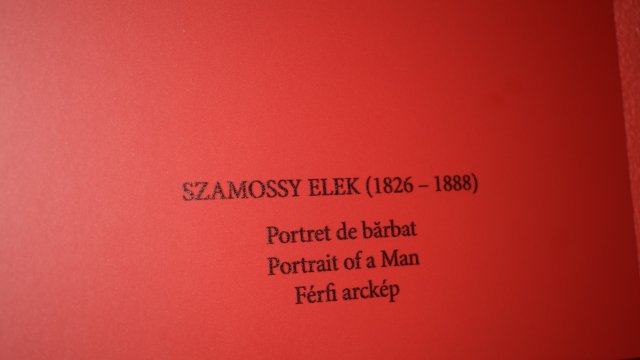 SZAMOSSY ELEK (1826 – 1888)
Portret de bărbat
Portrait of a Man
Férfi arckép